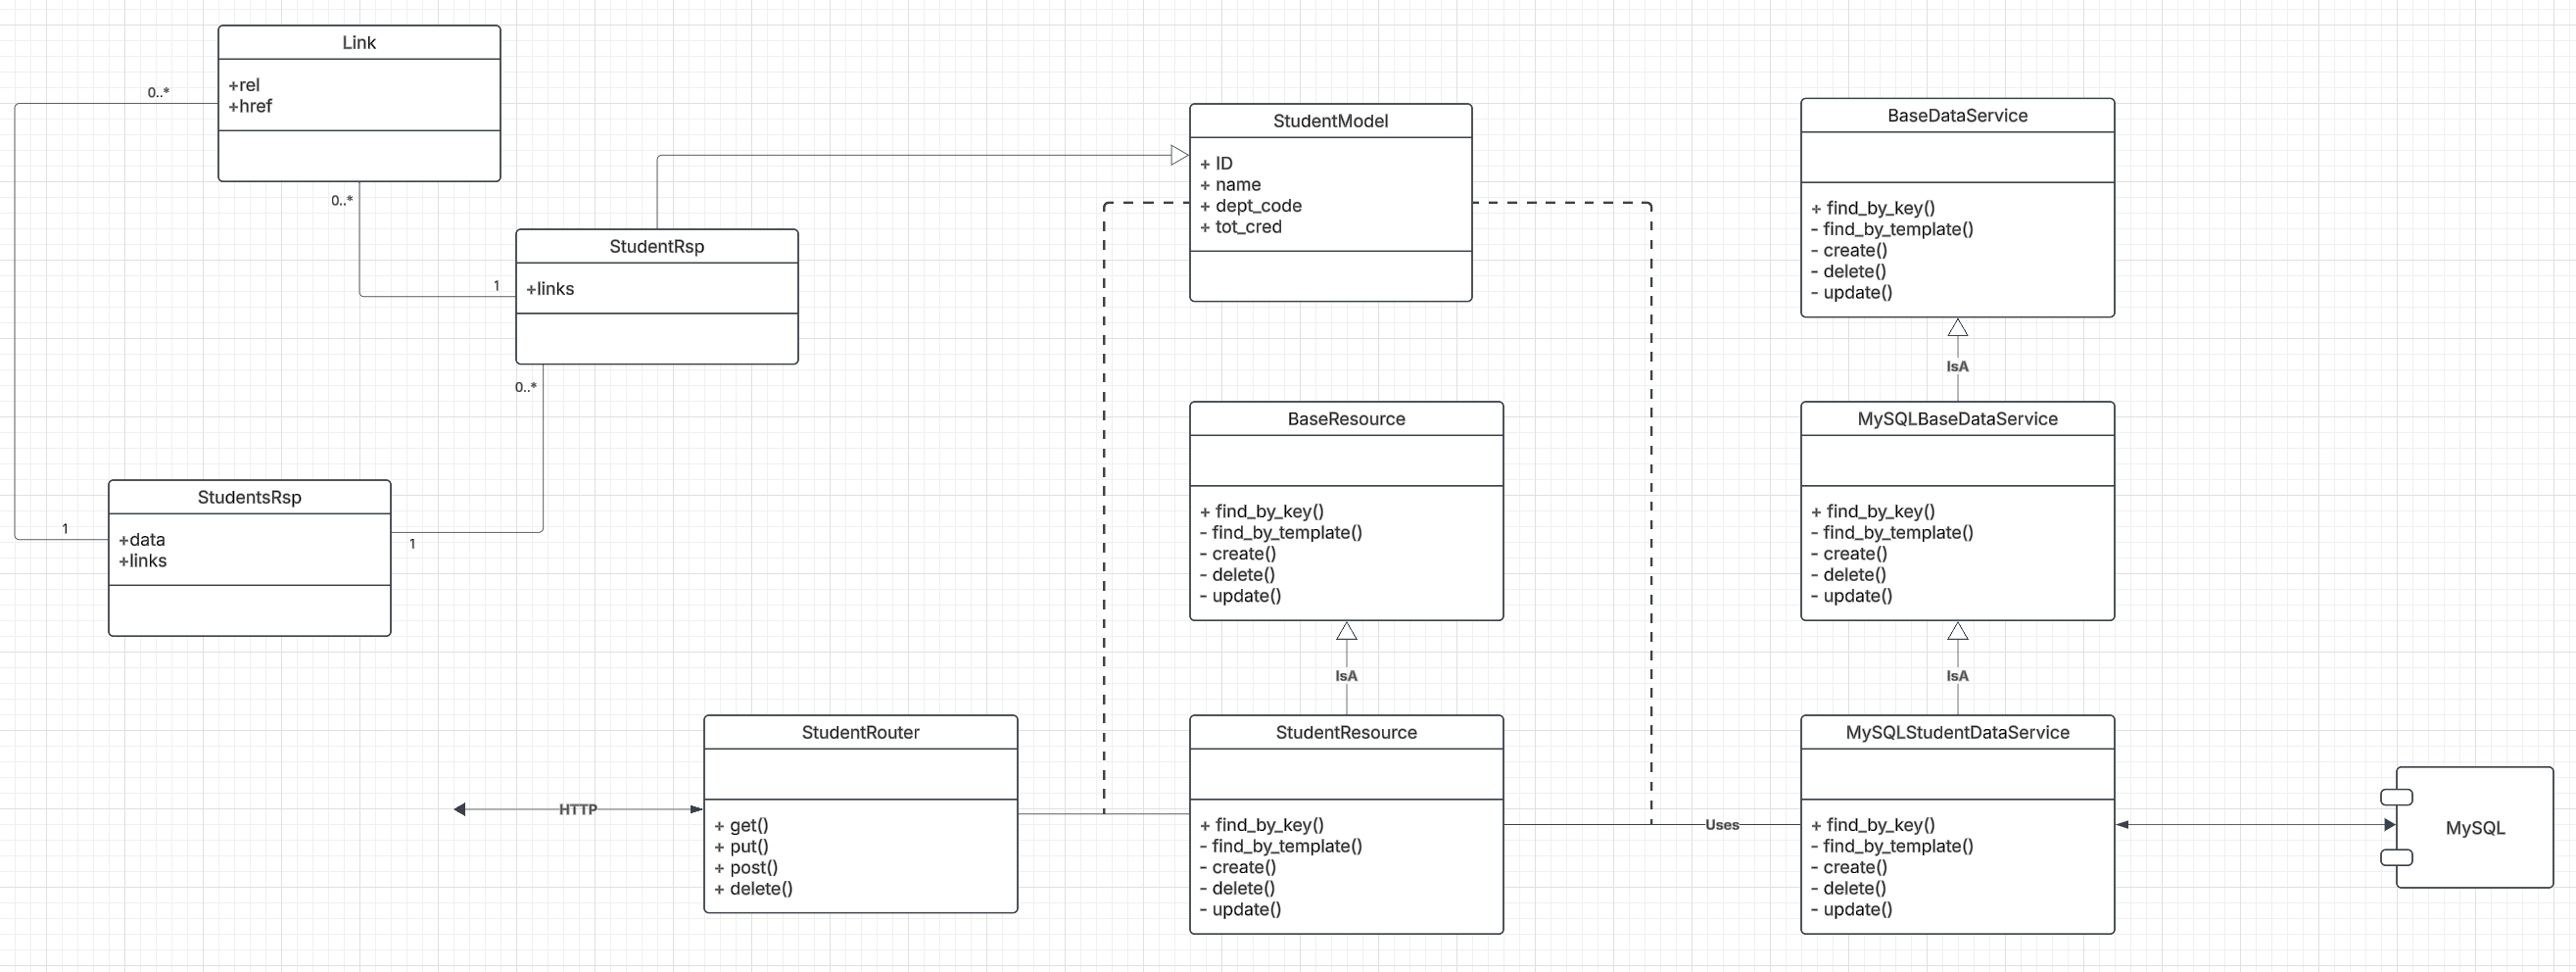 Link
+rel
+href
0..*
0..*
StudentRsp
+links
1
0..*
StudentsRsp
+data
+links
1
1
StudentModel
+ ID
+ name
+ dept_code
+ tot_cred
BaseDataService
+ find_by_key()
- find_by_template()
- create()
- delete()
- update()
IsA
BaseResource
+ find_by_key()
- find_by_template()
- create()
- delete()
- update()
IsA
MySQLBaseDataService
+ find_by_key()
- find_by_template()
- create()
- delete()
- update()
IsA
HTTP
StudentRouter
+ get()
+ put()
+ post()
+ delete()
StudentResource
+ find_by_key()
- find_by_template()
- create()
- delete()
- update()
Uses
MySQLStudentDataService
+ find_by_key()
- find_by_template()
- create()
- delete()
- update()
MySQL